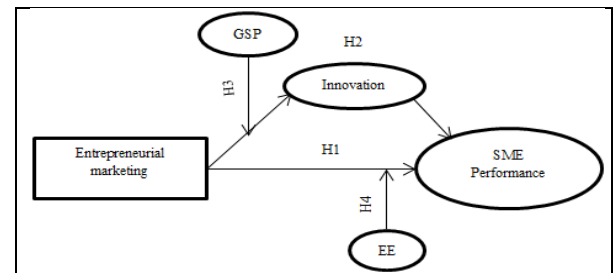 GSP
H2
H3
Innovation
Entrepreneurial
marketing
H1
SME
Performance
H4
EE